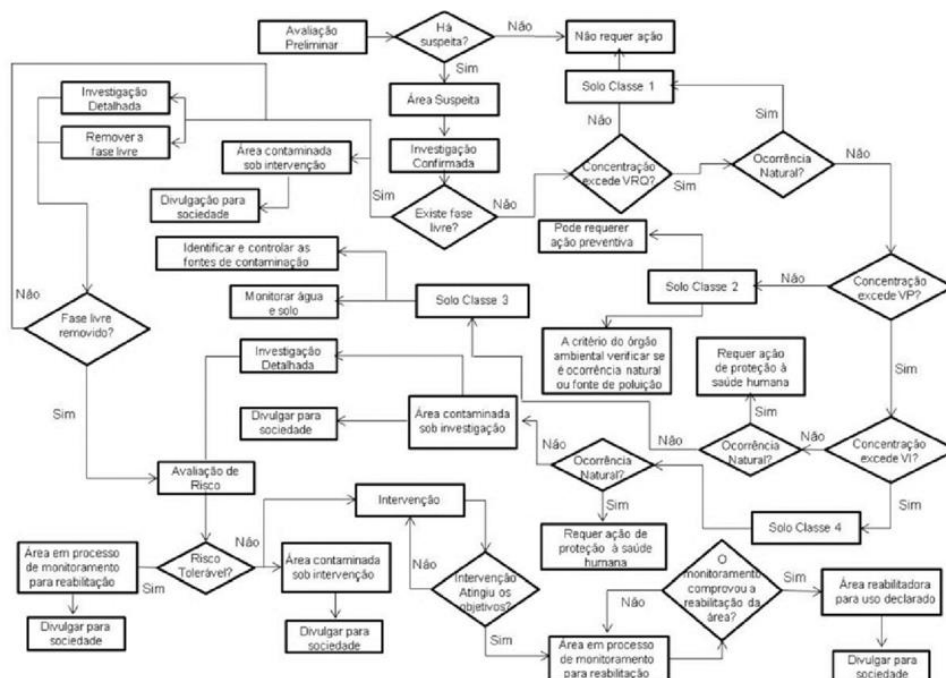 Avaliação
Preliminar
Há
suspeita?
Não
Não requer ação
Sim
Investigação
Detalhada
Área Suspeita
Solo Classe 1
Sim
Remover a
fase livre
Área contaminada
sob intervenção
Investigação
Confirmada
Não
Concentração
excede VRQ?
Sim
Ocorrência
Natural?
Não
Divulgação para
sociedade
Sim
Existe fase
livre?
Não
Pode requerer
ação preventiva
Identificar e controlar as
fontes de contaminação
Não
Monitorar água
e solo
Solo Classe 3
Solo Classe 2
Não
Concentração
excede VP?
Fase livre
removido?
Investigação
Detalhada
A critério do órgão
ambiental verificar se
é ocorrência natural
ou fonte de poluição
Requer ação
de proteção à
saúde humana
Sim
Sim
Divulgar para
sociedade
Área contaminada
sob investigação
Sim
Não
Ocorrência
Natural?
Não
Concentração
excede VI?
Não
Ocorrência
Natural?
Avaliação de
Risco
Sim
Sim
Não
Intervenção
Solo Classe 4
Requer ação de
proteção à saúde
humana
Área em processo
de monitoramento
para reabilitação
Sim
Risco
Tolerável?
Área contaminada
sob intervenção
Não
Intervenção
Atingiu os
objetivos?
O
monitoramento
comprovou a
reabilitação da
área?
Sim
Área reabilitadora
para uso declarado
Não
Divulgar para
sociedade
Divulgar para
sociedade
Sim
Área em processo
de monitoramento
para reabilitação
Divulgar para
sociedade